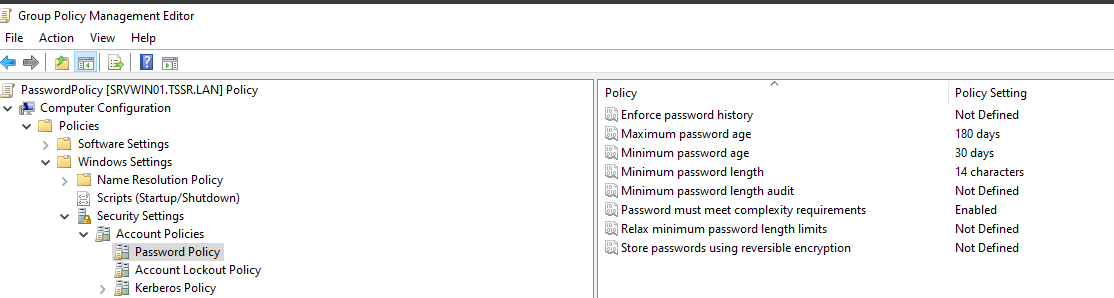 Group Policy Management Editor
File Action View Help
PasswordPolicy [SRVWIN01.TSSR.LAN] Policy
Computer Configuration
Policies
Software Settings
Windows Settings
Name Resolution Policy
Scripts (Startup/Shutdown)
Security Settings
Account Policies
Password Policy
Account Lockout Policy
Kerberos Policy
Policy Policy Setting
Enforce password history Not Defined
Maximum password age 180 days
Minimum password age 30 days
Minimum password length 14 characters
Minimum password length audit Not Defined
Password must meet complexity requirements Enabled
Relax minimum password length limits Not Defined
Store passwords using reversible encryption Not Defined